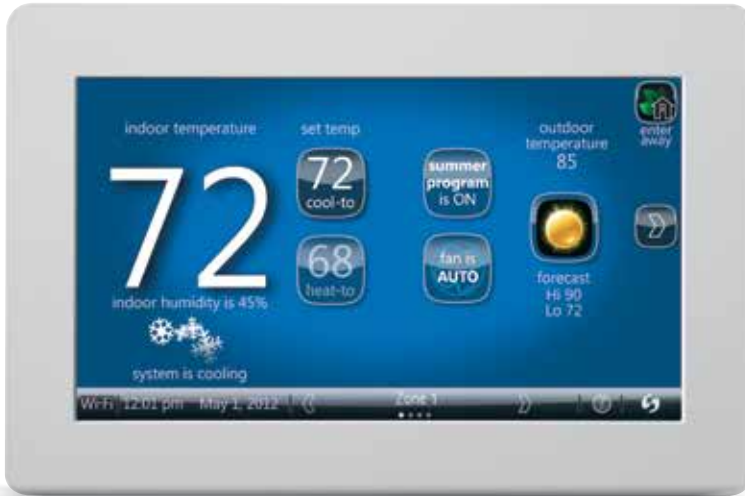 indoor temperature
72
indoor humidity is 45%
system is cooling
set temp
72
cool-to
68
heat-to
summer
program
is ON
fan is
AUTO
outdoor
temperature
85
forecast
Hi 90
Lo 72
enter
away
Wi-Fi 12:01 pm May 1, 2012 Zone 1